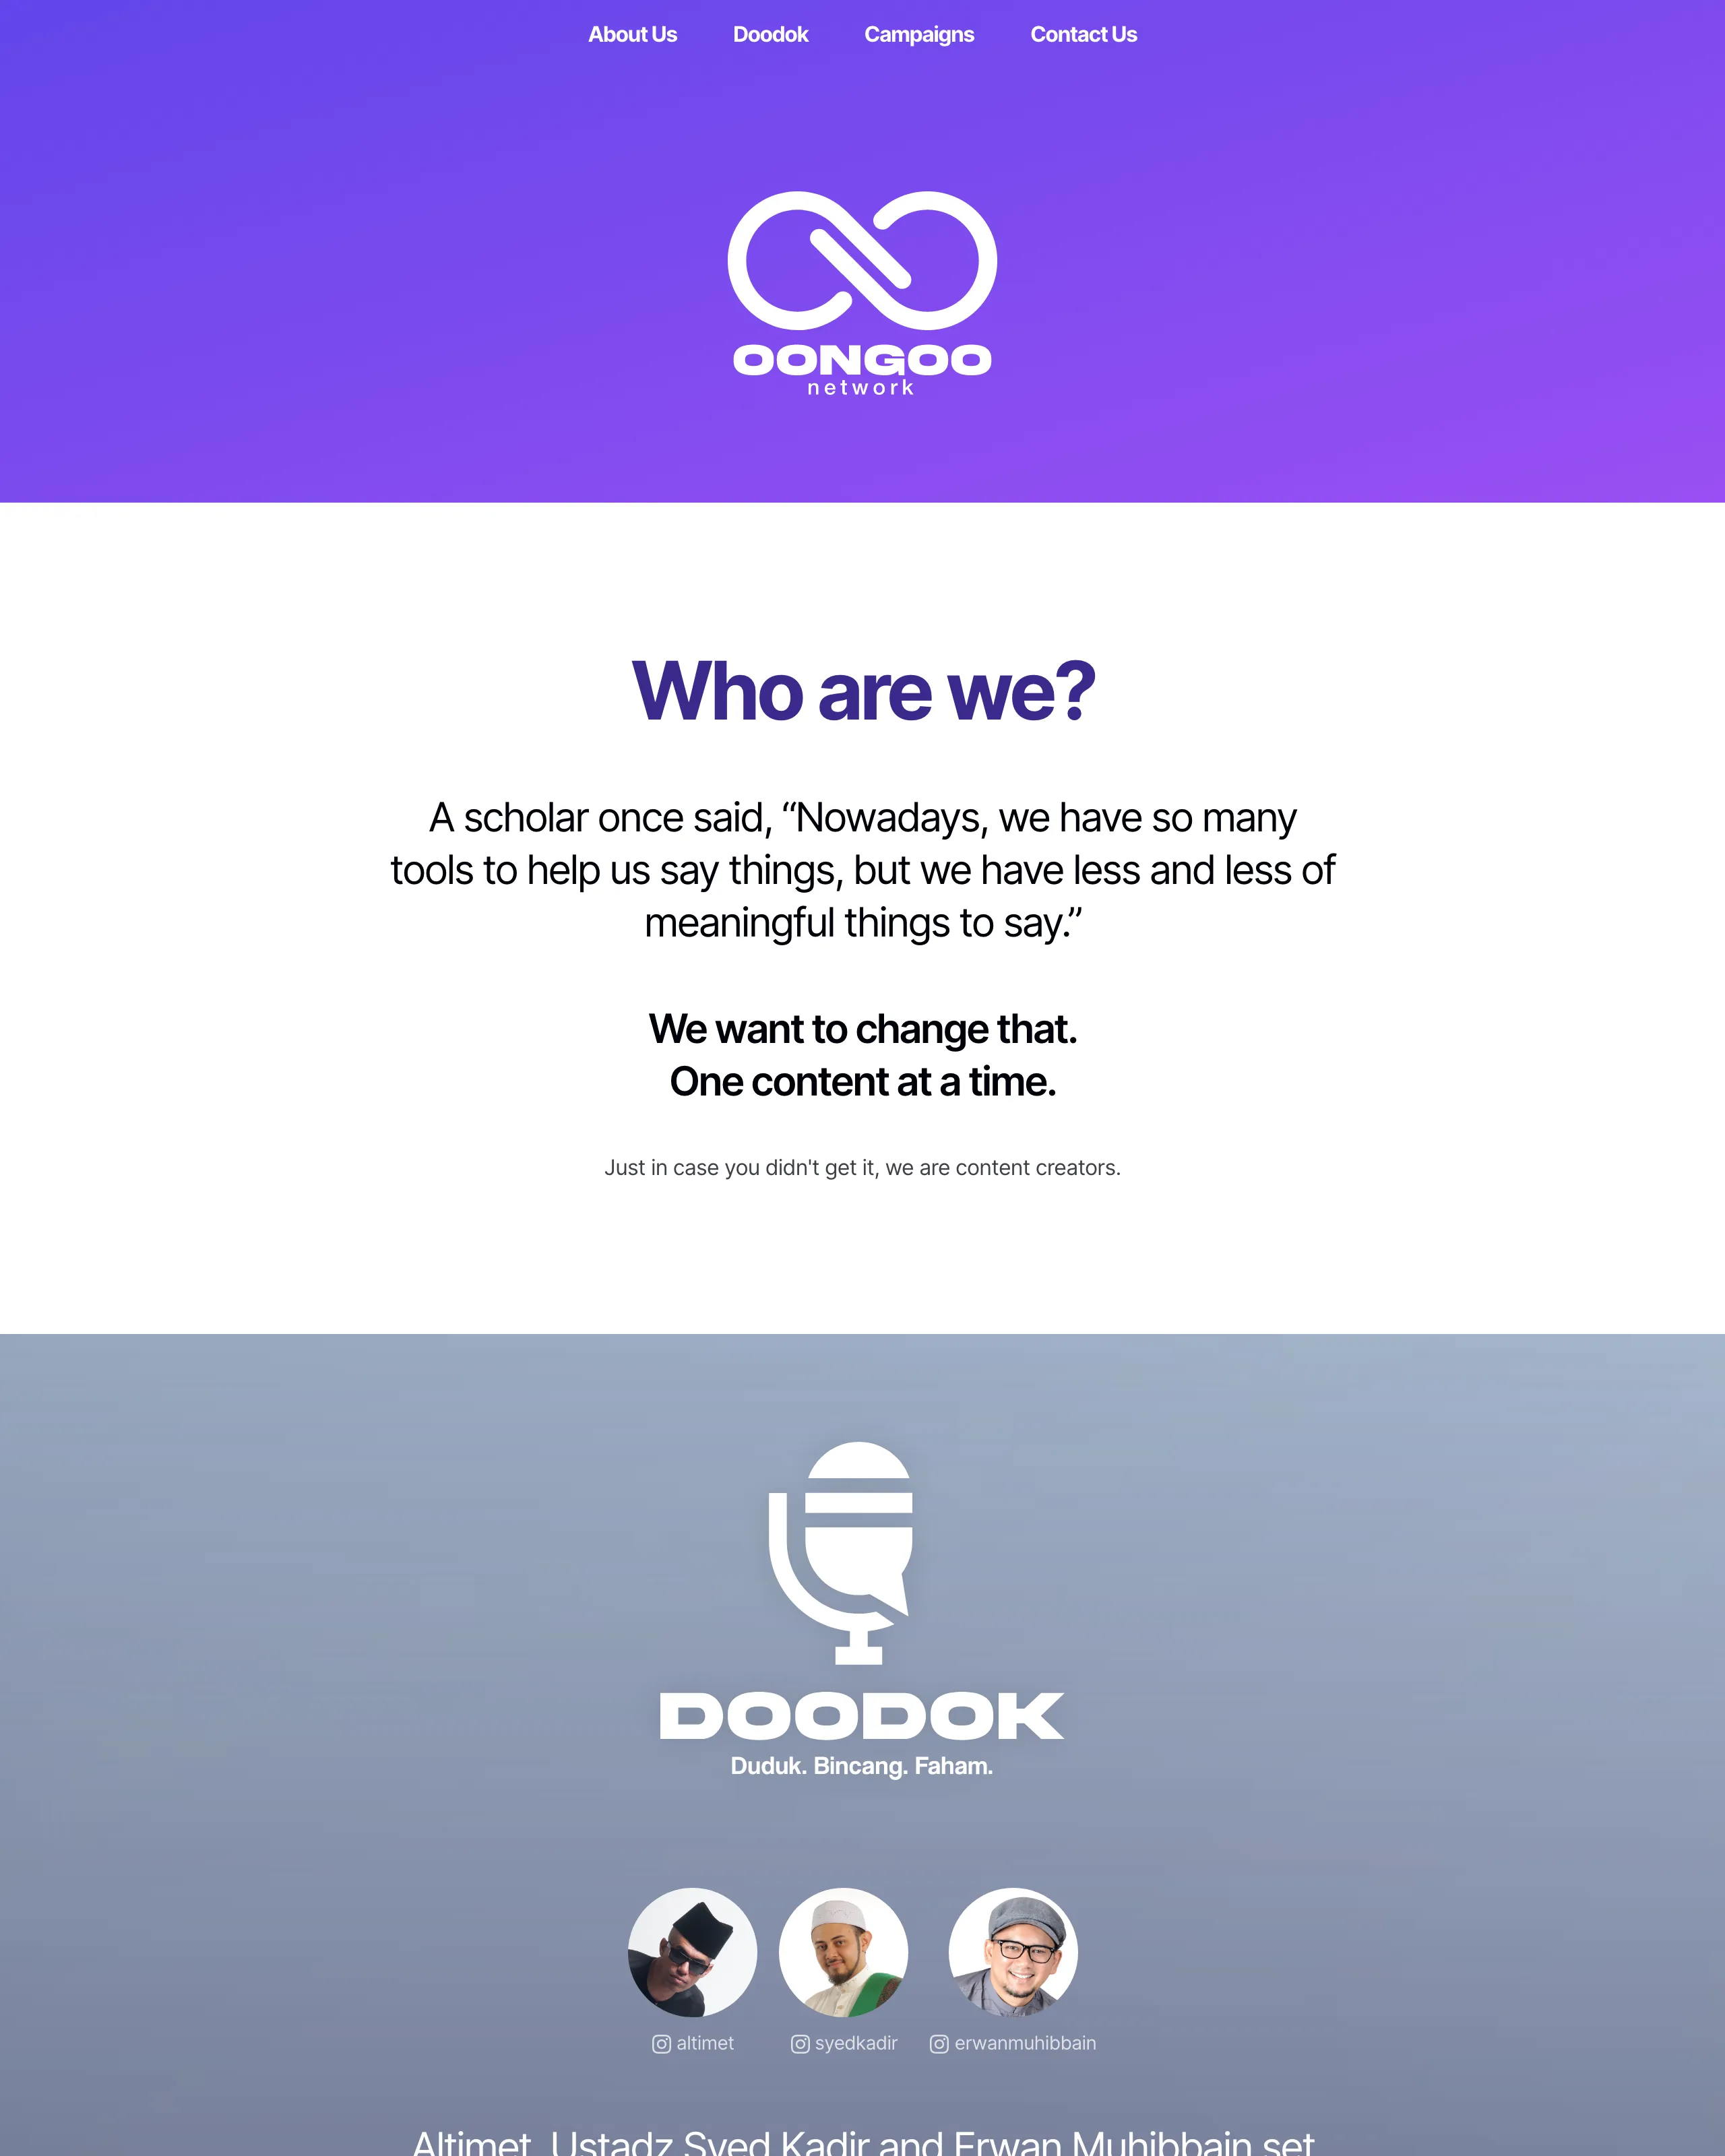 About Us Doodok Campaigns Contact Us
OONGOO
network
Who are we?
A scholar once said, “Nowadays, we have so many
tools to help us say things, but we have less and less of
meaningful things to say.”
We want to change that.
One content at a time.
Just in case you didn't get it, we are content creators.
DOODOK
Duduk. Bincang. Faham.
altimet syedkadir erwanmuhibbain
Altimet, Ustadz Syed Kadir and Erwan Muhibbain set